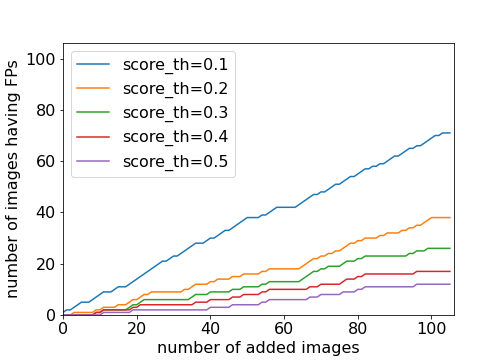 100
80
60
40
20
0
number of images having FPs
score_th=0.1
score_th=0.2
score_th=0.3
score_th=0.4
score_th=0.5
0 20 40 60 80 100
number of added images